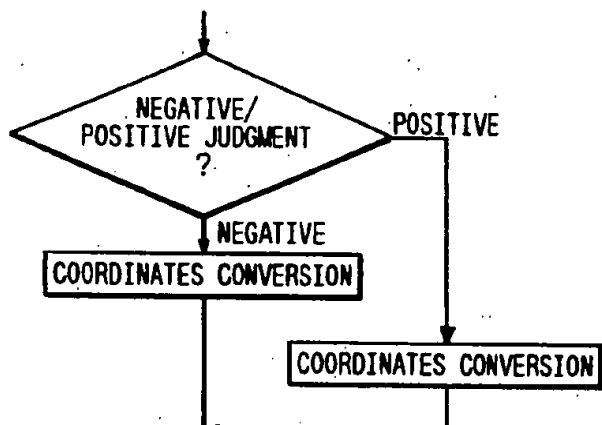 NEGATIVE/
POSITIVE JUDGMENT
?
POSITIVE
NEGATIVE
COORDINATES CONVERSION
COORDINATES CONVERSION